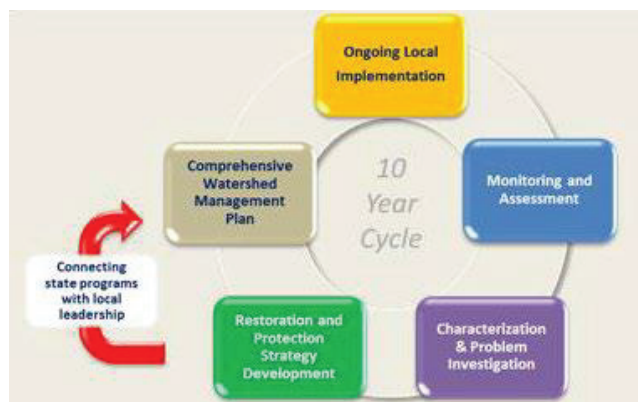 Ongoing Local
Implementation
Comprehensive
Watershed
Management
Plan
10
Year
Cycle
Monitoring and
Assessment
Connecting
state programs
with local
leadership
Restoration and
Protection
Strategy
Development
Characterization
& Problem
Investigation